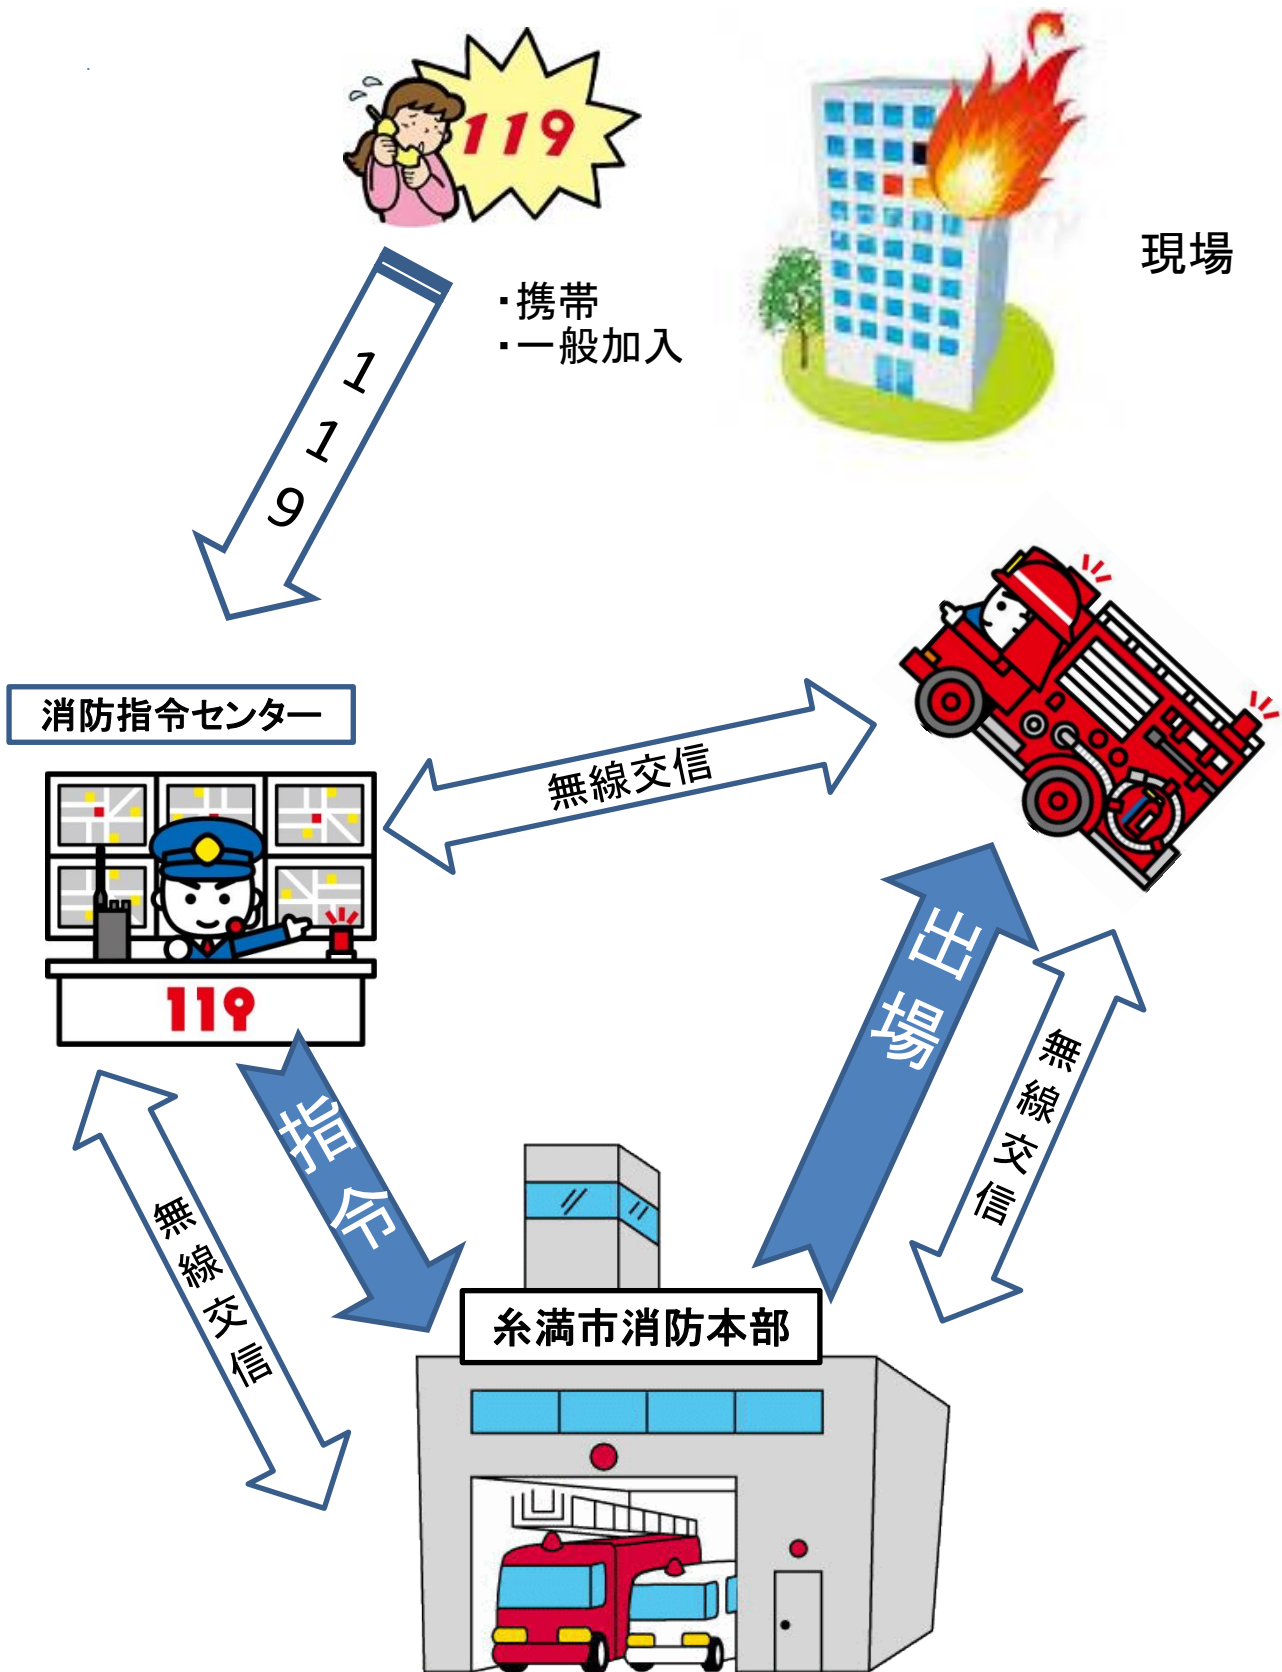 119
現場
・携帯
・一般加入
119
消防指令センター
無線交信
119
出場
無線交信
指令
無線交信
糸満市消防本部